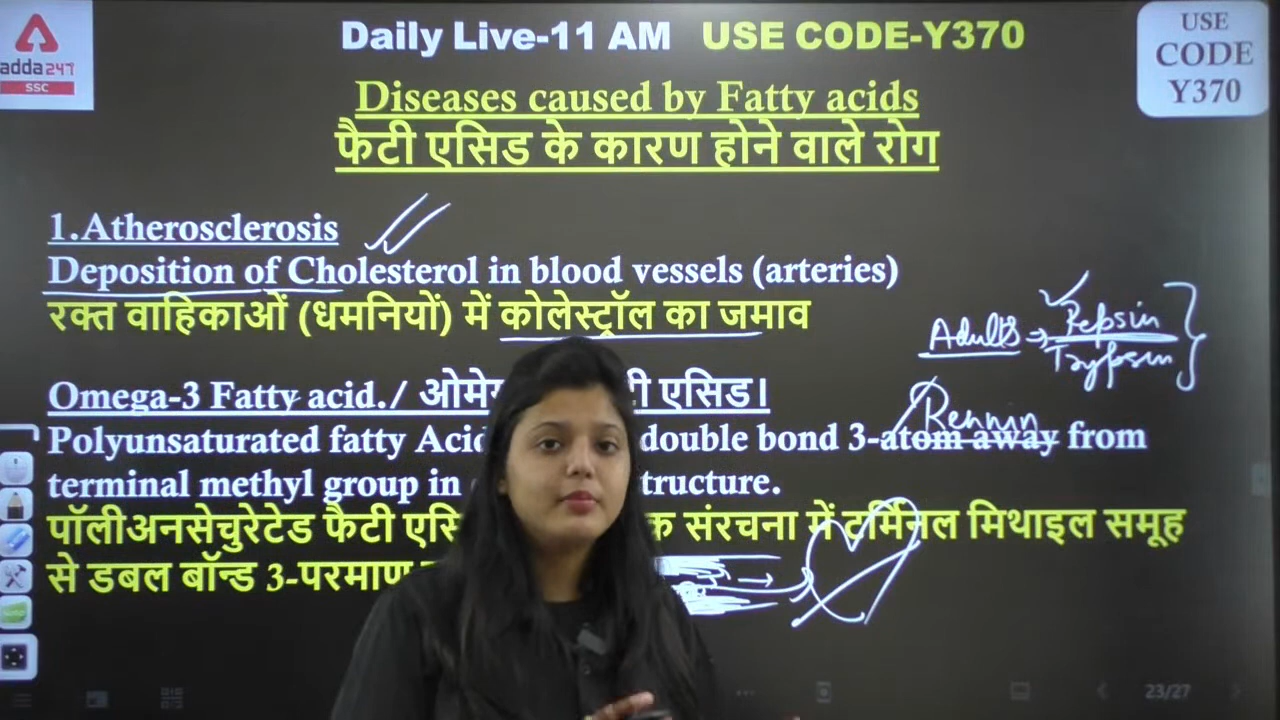 adda247
SSC
Daily Live-11 AM USE CODE-Y370
USE
CODE
Y370
Diseases caused by Fatty acids
फैटी एसिड के कारण होने वाले रोग
1.Atherosclerosis
Deposition of Cholesterol in blood vessels (arteries)
रक्त वाहिकाओं (धमनियों) में कोलेस्ट्रॉल का जमाव
Adults → Pepsin
Trypsin
Omega-3 Fatty acid./ ओमे टी एसिड।
Rennin
Polyunsaturated fatty Acid double bond 3-atom away from
terminal methyl group in tructure.
पॉलीअनसेचुरेटेड फैटी एसि क संरचना में टर्मिनल मिथाइल समूह
से डबल बॉन्ड 3-परमाण
23/27